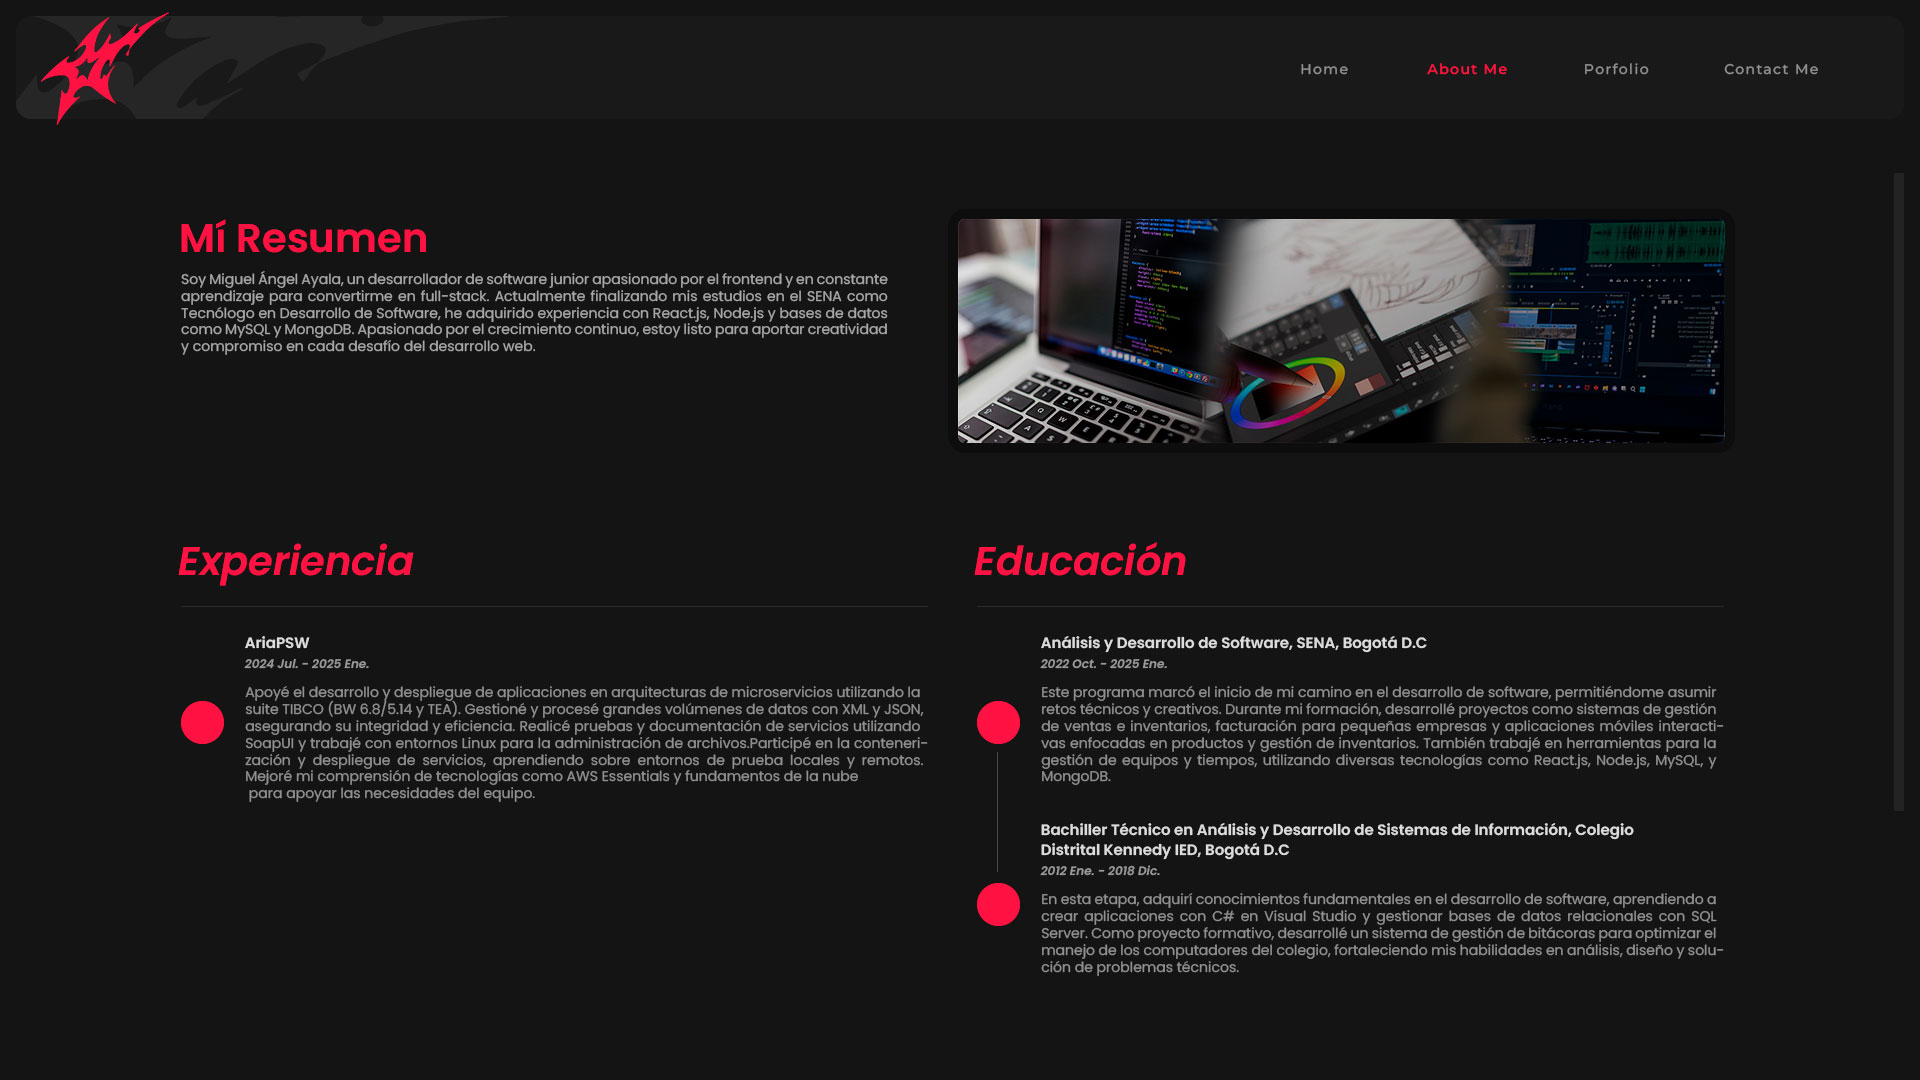 Home
About Me
Porfolio
Contact Me
Mí Resumen
Soy Miguel Ángel Ayala, un desarrollador de software junior apasionado por el frontend y en constante
aprendizaje para convertirme en full-stack. Actualmente finalizando mis estudios en el SENA como
Tecnólogo en Desarrollo de Software, he adquirido experiencia con React.js, Node.js y bases de datos
como MySQL y MongoDB. Apasionado por el crecimiento continuo, estoy listo para aportar creatividad
y compromiso en cada desafío del desarrollo web.
Experiencia
AriaPSW
2024 Jul. - 2025 Ene.
Apoyé el desarrollo y despliegue de aplicaciones en arquitecturas de microservicios utilizando la
suite TIBCO (BW 6.8/5.14 y TEA). Gestioné y procesé grandes volúmenes de datos con XML y JSON,
asegurando su integridad y eficiencia. Realicé pruebas y documentación de servicios utilizando
SoapUI y trabajé con entornos Linux para la administración de archivos.Participé en la conteneri-
zación y despliegue de servicios, aprendiendo sobre entornos de prueba locales y remotos.
Mejoré mi comprensión de tecnologías como AWS Essentials y fundamentos de la nube
para apoyar las necesidades del equipo.
Educación
Análisis y Desarrollo de Software, SENA, Bogotá D.C
2022 Oct. - 2025 Ene.
Este programa marcó el inicio de mi camino en el desarrollo de software, permitiéndome asumir
retos técnicos y creativos. Durante mi formación, desarrollé proyectos como sistemas de gestión
de ventas e inventarios, facturación para pequeñas empresas y aplicaciones móviles interacti-
vas enfocadas en productos y gestión de inventarios. También trabajé en herramientas para la
gestión de equipos y tiempos, utilizando diversas tecnologías como React.js, Node.js, MySQL, y
MongoDB.
Bachiller Técnico en Análisis y Desarrollo de Sistemas de Información, Colegio
Distrital Kennedy IED, Bogotá D.C
2012 Ene. - 2018 Dic.
En esta etapa, adquirí conocimientos fundamentales en el desarrollo de software, aprendiendo a
crear aplicaciones con C# en Visual Studio y gestionar bases de datos relacionales con SQL
Server. Como proyecto formativo, desarrollé un sistema de gestión de bitácoras para optimizar el
manejo de los computadores del colegio, fortaleciendo mis habilidades en análisis, diseño y solu-
ción de problemas técnicos.